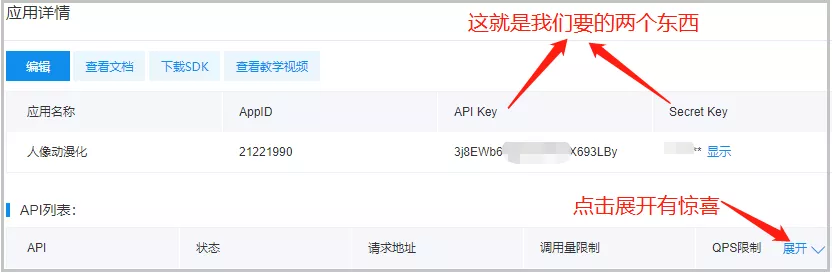 应用详情
这就是我们要的两个东西
编辑 查看文档 下载SDK 查看教学视频
应用名称 AppID API Key Secret Key
人像动漫化 21221990 3j8EWb6 X693LBy ** 显示
API列表:
点击展开有惊喜
API 状态 请求地址 调用量限制 QPS限制 展开